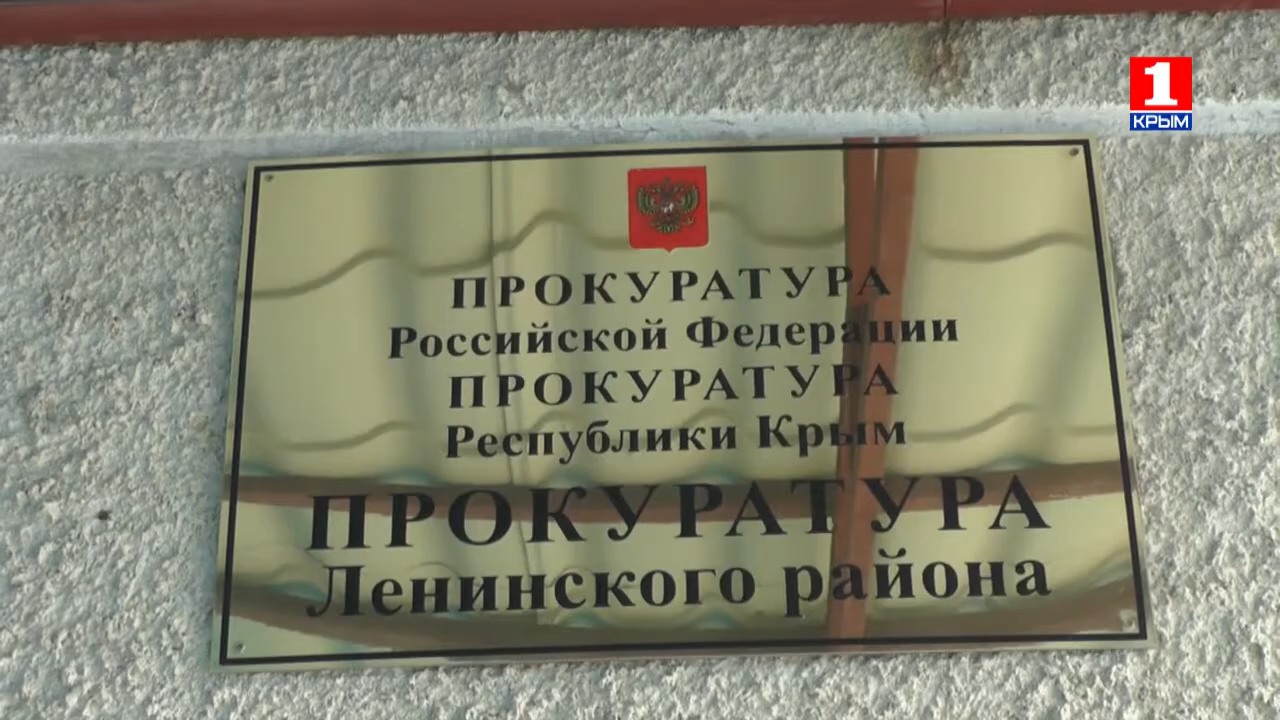 1
КРЫМ
ПРОКУРАТУРА
Российской Федерации
ПРОКУРАТУРА
Республики Крым
ПРОКУРАТУРА
Ленинского района